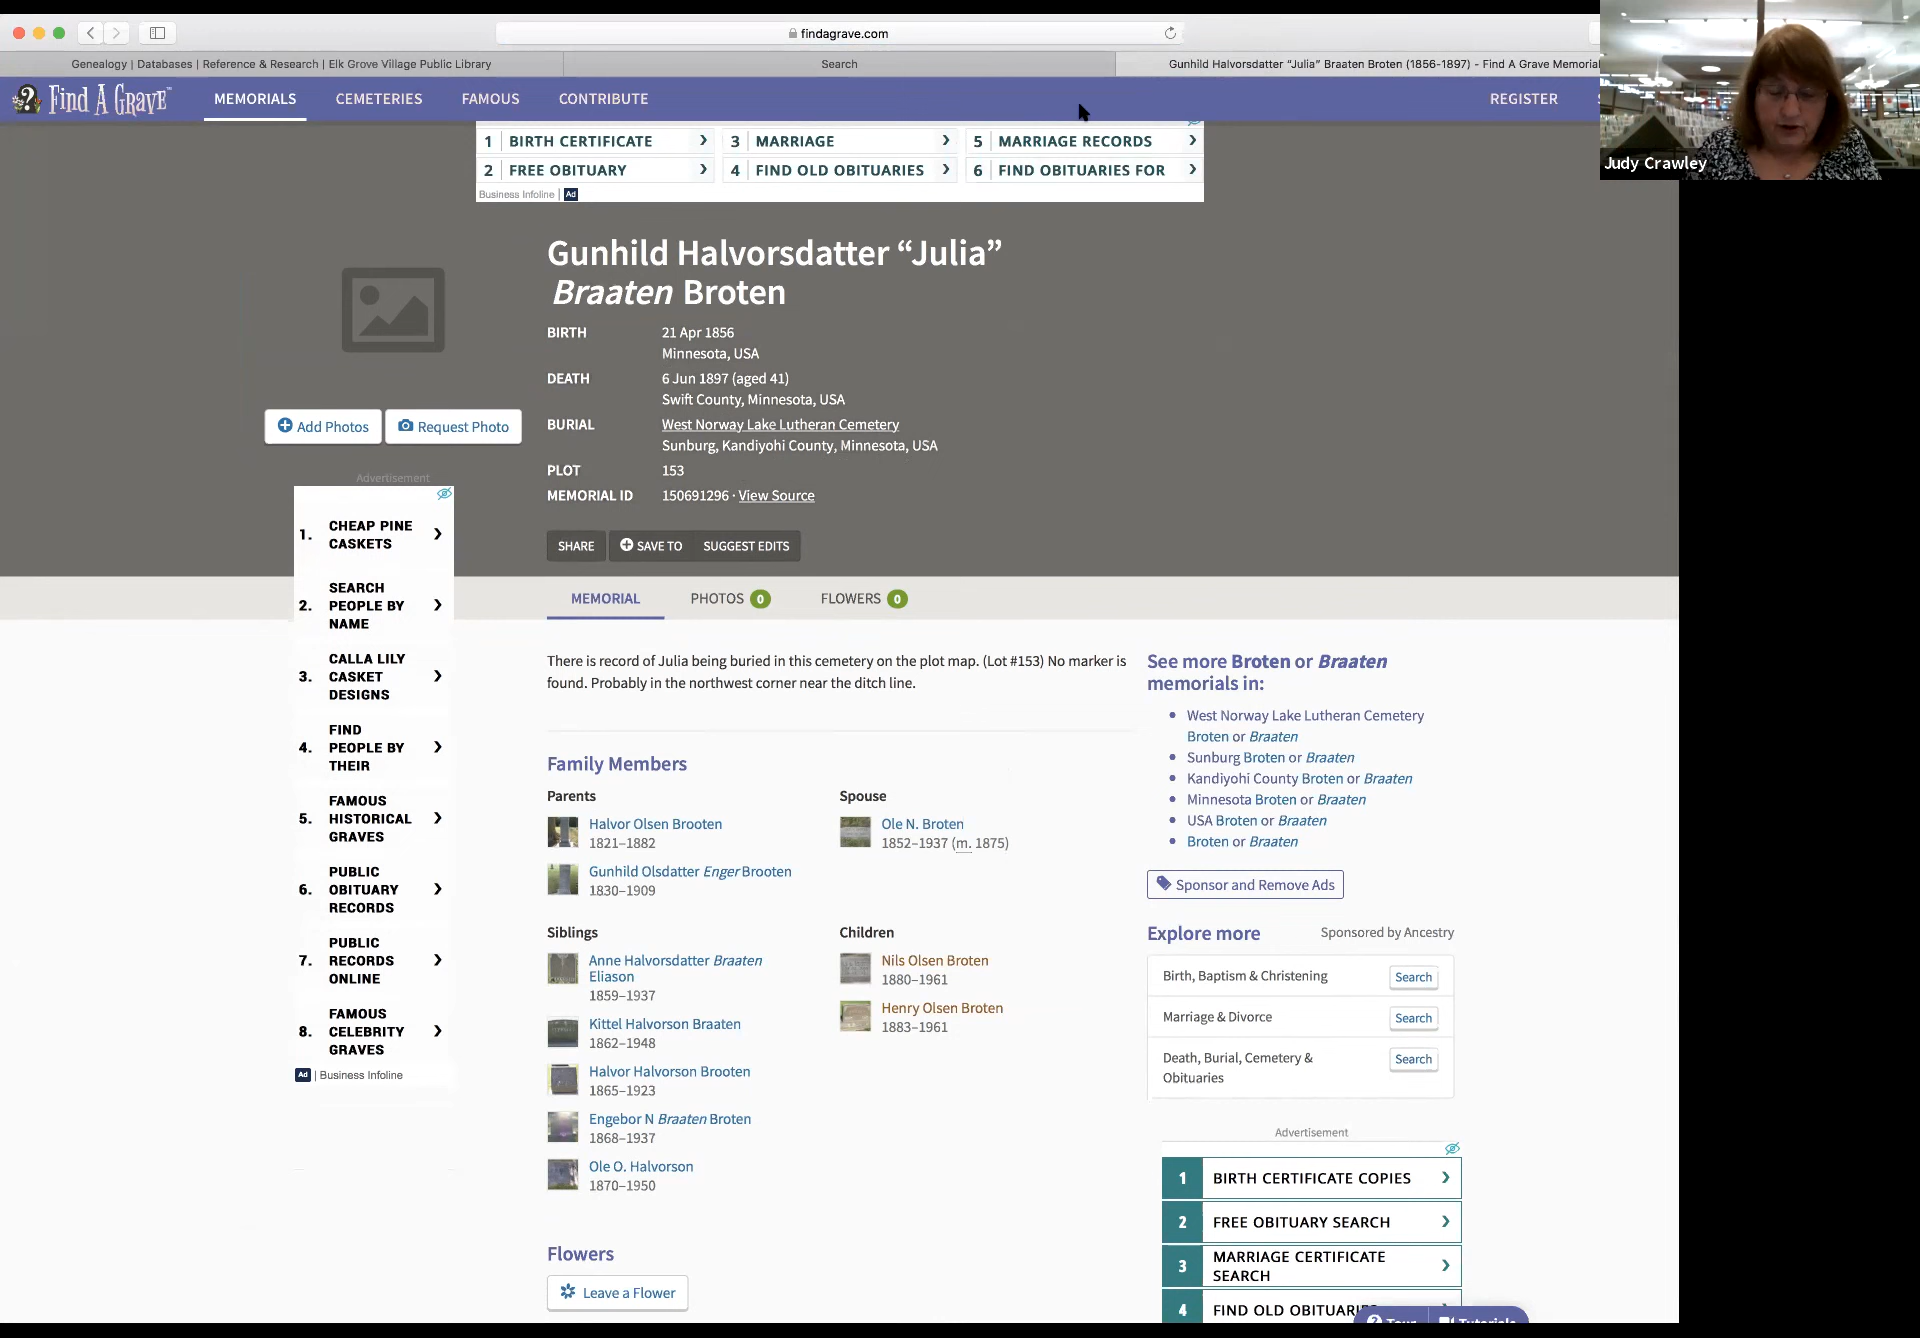 findagrave.com
Genealogy | Databases | Reference & Research | Elk Grove Village Public Library
Search
Gunhild Halvorsdatter “Julia” Braaten Broten (1856-1897) - Find A Grave Memorial
Find A Grave™
MEMORIALS
CEMETERIES
FAMOUS
CONTRIBUTE
REGISTER
Judy Crawley
1 BIRTH CERTIFICATE
3 MARRIAGE
5 MARRIAGE RECORDS
2 FREE OBITUARY
4 FIND OLD OBITUARIES
6 FIND OBITUARIES FOR
Business Infoline | Ad
Gunhild Halvorsdatter “Julia”
Braaten Broten
BIRTH 21 Apr 1856
Minnesota, USA
DEATH 6 Jun 1897 (aged 41)
Swift County, Minnesota, USA
BURIAL West Norway Lake Lutheran Cemetery
Sunburg, Kandiyohi County, Minnesota, USA
PLOT 153
MEMORIAL ID 150691296 · View Source
Add Photos
Request Photo
SHARE
SAVE TO
SUGGEST EDITS
Advertisement
1. CHEAP PINE
CASKETS
2. SEARCH
PEOPLE BY
NAME
3. CALLA LILY
CASKET
DESIGNS
4. FIND
PEOPLE BY
THEIR
5. FAMOUS
HISTORICAL
GRAVES
6. PUBLIC
OBITUARY
RECORDS
7. PUBLIC
RECORDS
ONLINE
8. FAMOUS
CELEBRITY
GRAVES
Ad | Business Infoline
MEMORIAL
PHOTOS 0
FLOWERS 0
There is record of Julia being buried in this cemetery on the plot map. (Lot #153) No marker is
found. Probably in the northwest corner near the ditch line.
Family Members
Parents
Halvor Olsen Brooten
1821–1882
Gunhild Olsdatter Enger Brooten
1830–1909
Spouse
Ole N. Broten
1852–1937 (m. 1875)
Siblings
Anne Halvorsdatter Braaten
Eliason
1859–1937
Kittel Halvorson Braaten
1862–1948
Halvor Halvorson Brooten
1865–1923
Engebor N Braaten Broten
1868–1937
Ole O. Halvorson
1870–1950
Children
Nils Olsen Broten
1880–1961
Henry Olsen Broten
1883–1961
Flowers
Leave a Flower
See more Broten or Braaten
memorials in:
West Norway Lake Lutheran Cemetery
Broten or Braaten
Sunburg Broten or Braaten
Kandiyohi County Broten or Braaten
Minnesota Broten or Braaten
USA Broten or Braaten
Broten or Braaten
Sponsor and Remove Ads
Explore more
Sponsored by Ancestry
Birth, Baptism & Christening Search
Marriage & Divorce Search
Death, Burial, Cemetery & Search
Obituaries
Advertisement
1 BIRTH CERTIFICATE COPIES
2 FREE OBITUARY SEARCH
3 MARRIAGE CERTIFICATE
SEARCH
4 FIND OLD OBITUARIES
Tour
Tutorials